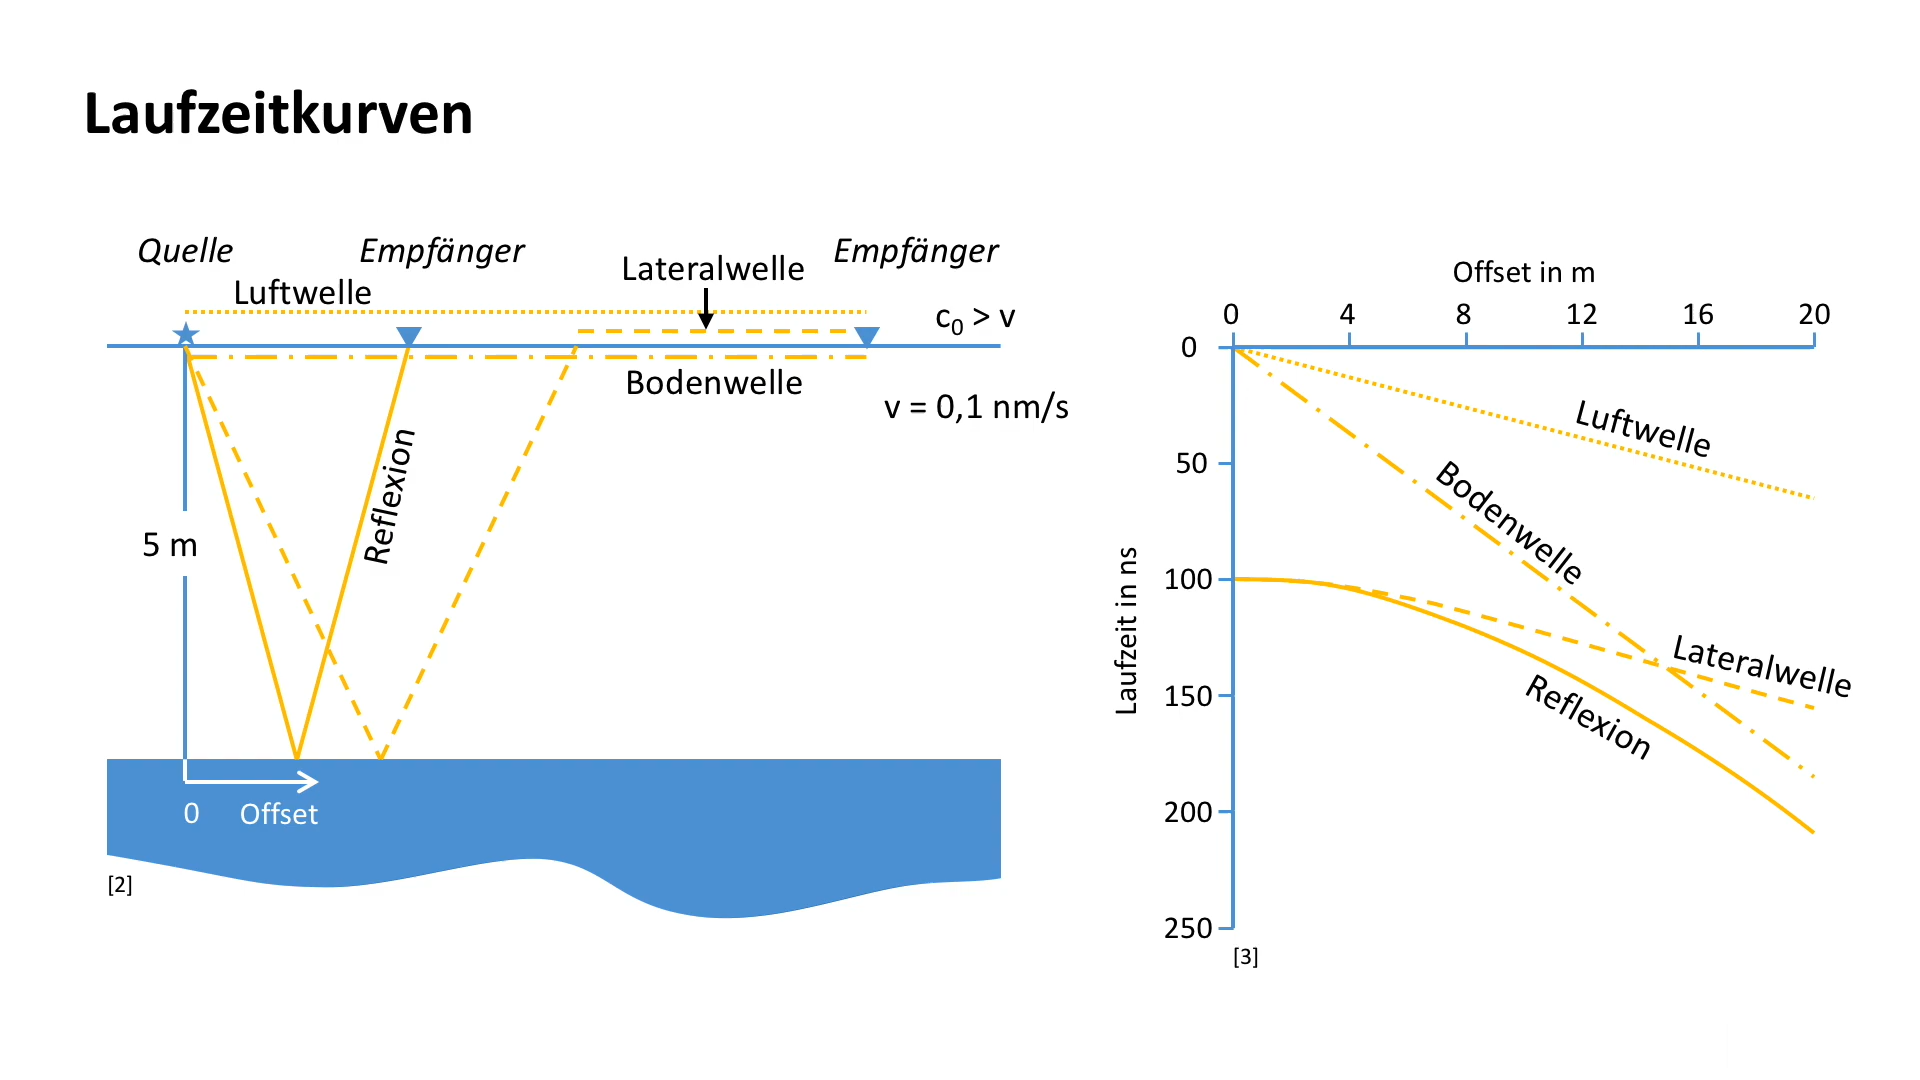 Laufzeitkurven
Quelle
Empfänger
Empfänger
Lateralwelle
Luftwelle
c₀ > v
Bodenwelle
v = 0,1 nm/s
Reflexion
5 m
0
Offset
[2]
Offset in m
0 4 8 12 16 20
0
50
100
150
200
250
Laufzeit in ns
Luftwelle
Bodenwelle
Lateralwelle
Reflexion
[3]